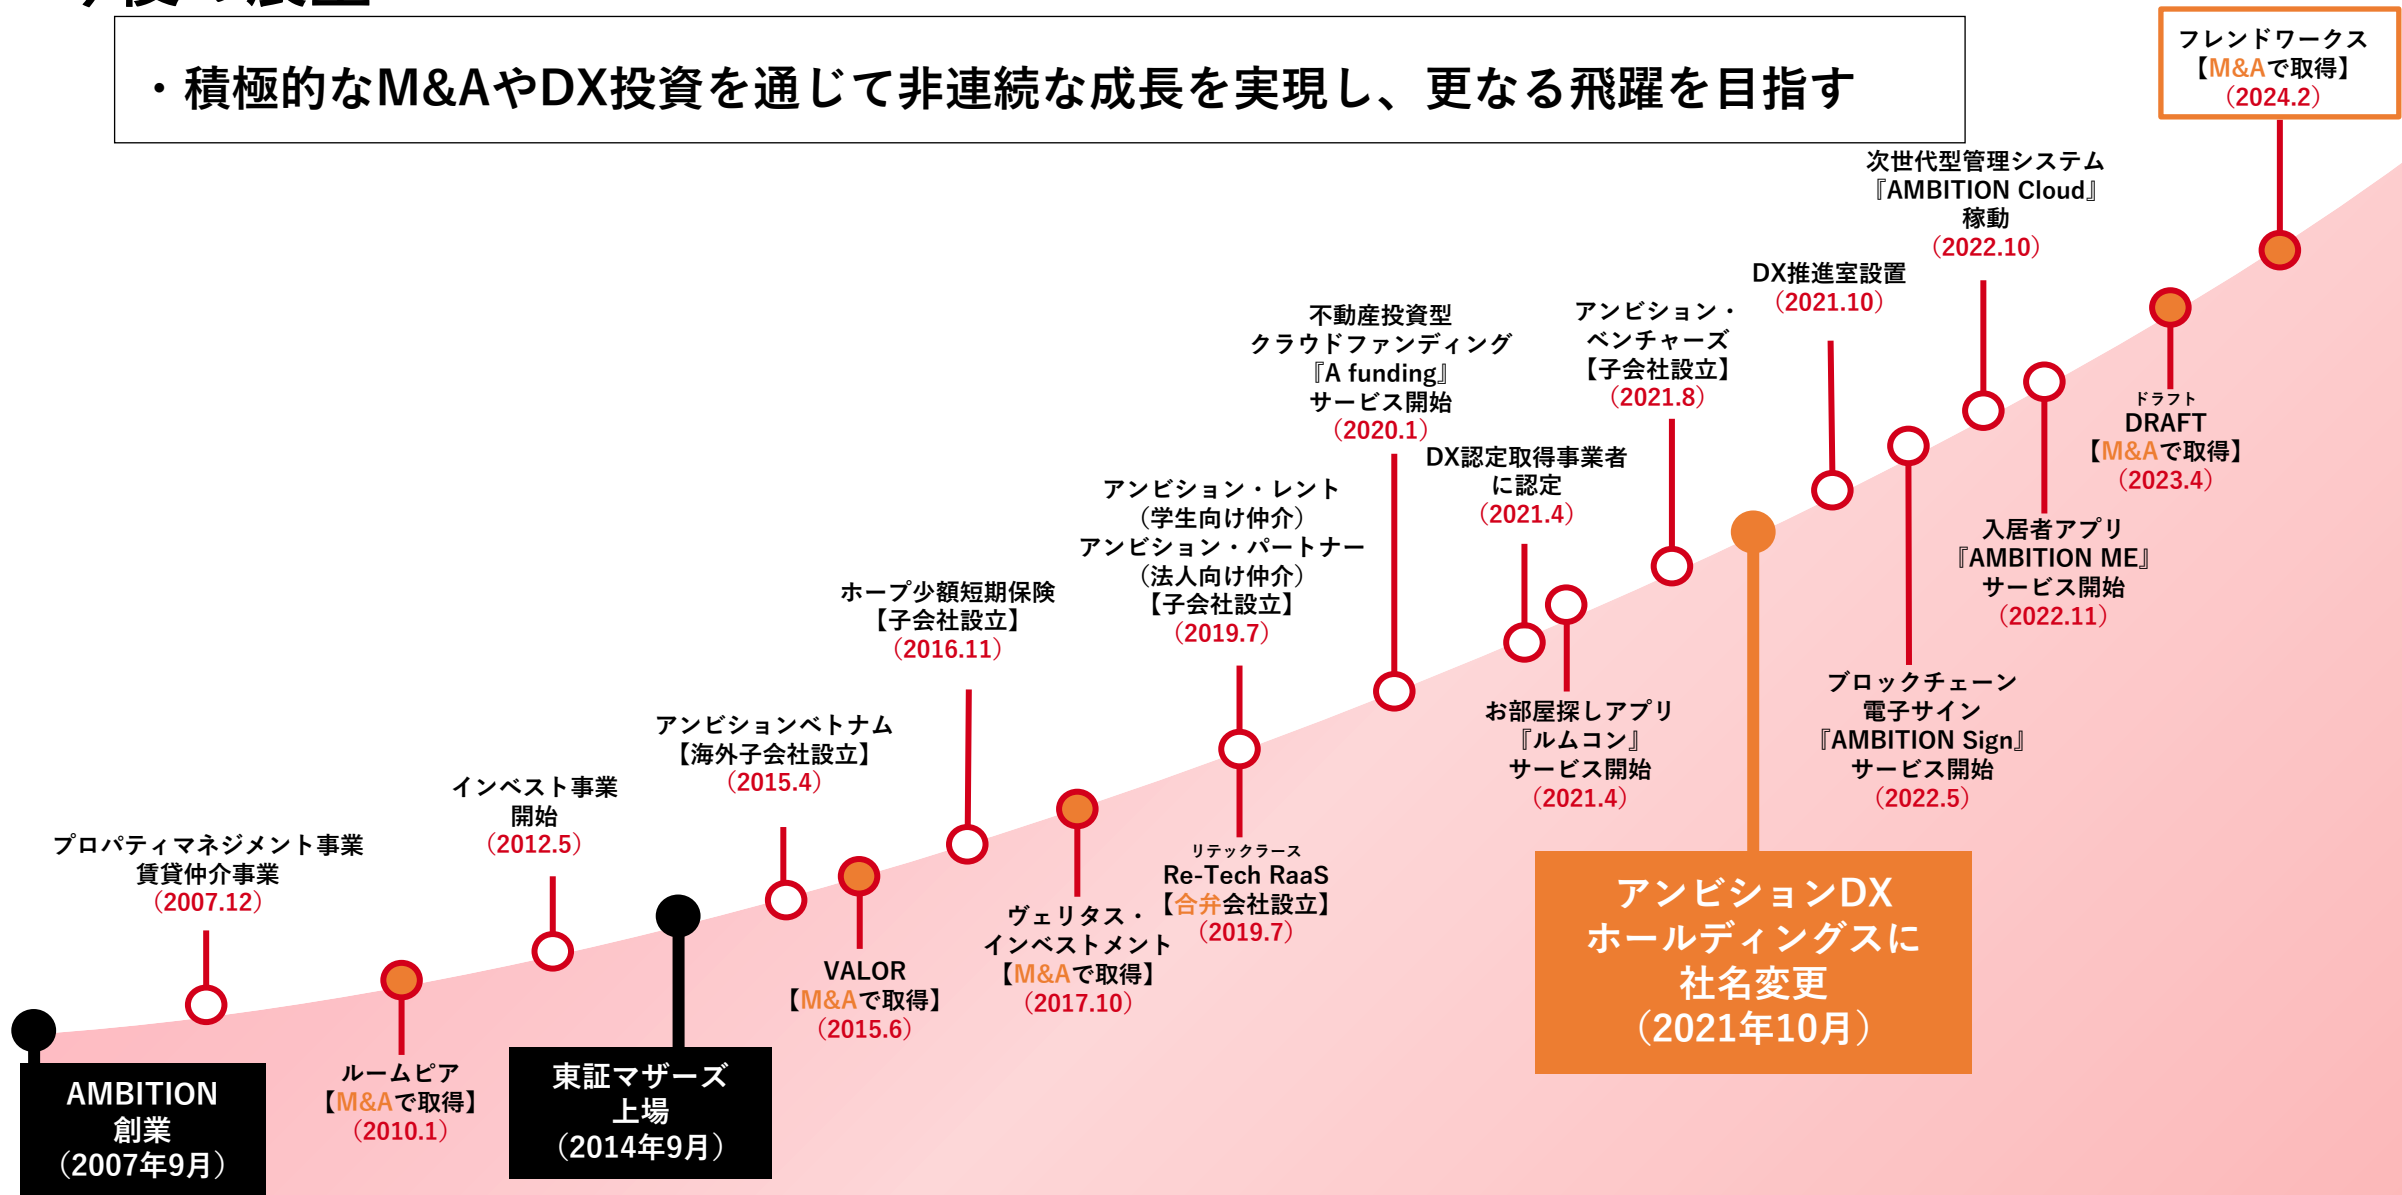 ・積極的なM&AやDX投資を通じて非連続な成長を実現し、更なる飛躍を目指す
フレンドワークス
【M&Aで取得】
（2024.2）
次世代型管理システム
『AMBITION Cloud』
稼動
（2022.10）
DX推進室設置
（2021.10）
アンビション・
ベンチャーズ
【子会社設立】
（2021.8）
不動産投資型
クラウドファンディング
『A funding』
サービス開始
（2020.1）
DX認定取得事業者
に認定
（2021.4）
アンビション・レント
（学生向け仲介）
アンビション・パートナー
（法人向け仲介）
【子会社設立】
（2019.7）
ホープ少額短期保険
【子会社設立】
（2016.11）
アンビションベトナム
【海外子会社設立】
（2015.4）
インベスト事業
開始
（2012.5）
プロパティマネジメント事業
賃貸仲介事業
（2007.12）
ドラフト
DRAFT
【M&Aで取得】
（2023.4）
入居者アプリ
『AMBITION ME』
サービス開始
（2022.11）
ブロックチェーン
電子サイン
『AMBITION Sign』
サービス開始
（2022.5）
お部屋探しアプリ
『ルムコン』
サービス開始
（2021.4）
アンビションDX
ホールディングスに
社名変更
（2021年10月）
リテックラース
Re-Tech RaaS
【合弁会社設立】
（2019.7）
ヴェリタス・
インベストメント
【M&Aで取得】
（2017.10）
VALOR
【M&Aで取得】
（2015.6）
東証マザーズ
上場
（2014年9月）
ルームピア
【M&Aで取得】
（2010.1）
AMBITION
創業
（2007年9月）